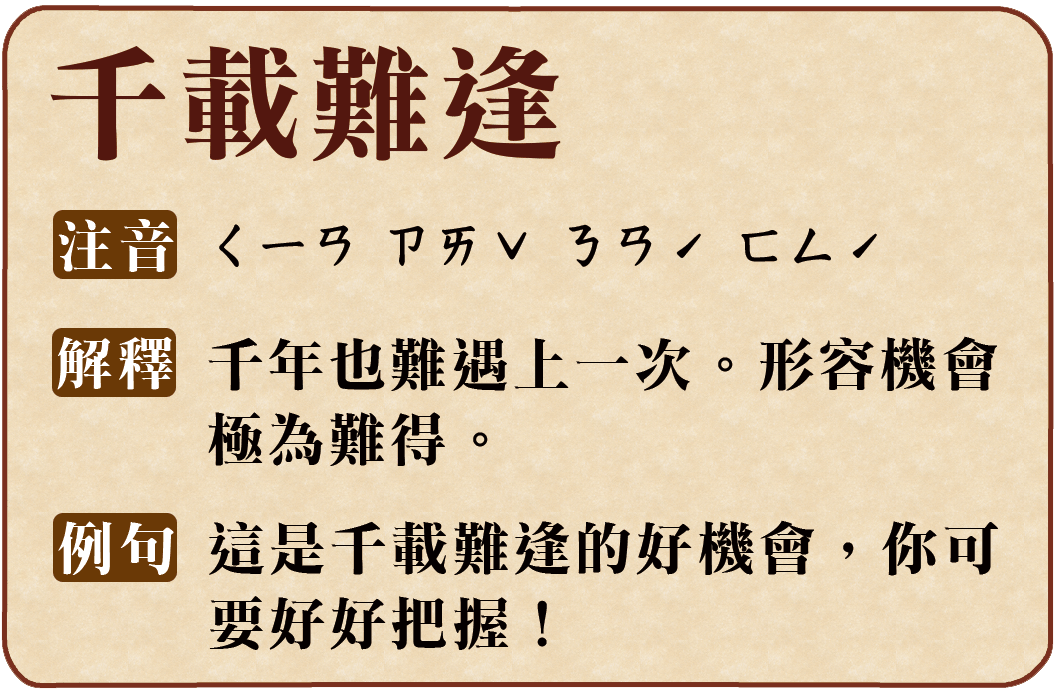 千載難逢
注音 ㄑㄧㄢ ㄗㄞˇ ㄋㄢˊ ㄈㄥˊ
解釋 千年也難遇上一次。形容機會
極為難得。
例句 這是千載難逢的好機會，你可
要好好把握！